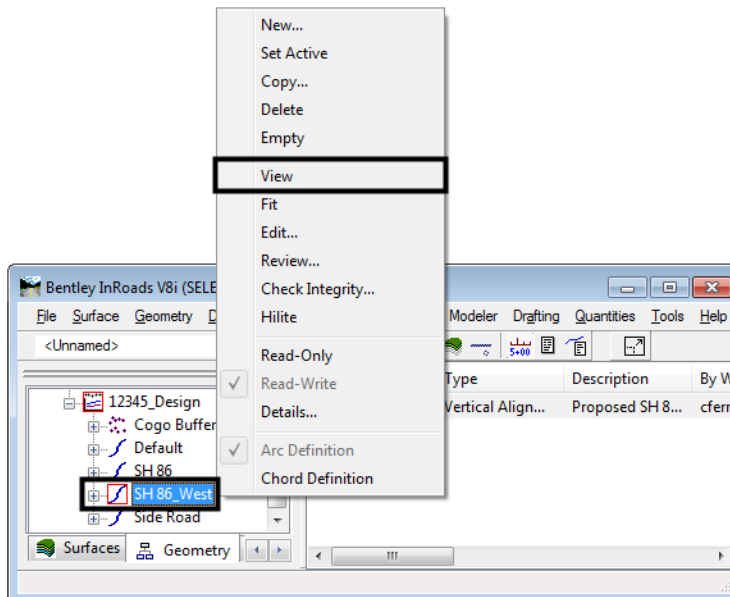 New...
Set Active
Copy...
Delete
Empty
View
Fit
Edit...
Review...
Check Integrity...
Hilite
Read-Only
Read-Write
Details...
Arc Definition
Chord Definition
Bentley InRoads V8i (SELE
File Surface Geometry D Modeler Drafting Quantities Tools Help
<Unnamed> 5+00
Type Description By W
12345_Design Vertical Align... Proposed SH 8... cferr
Cogo Buffer
Default
SH 86
SH 86_West
Side Road
Surfaces Geometry